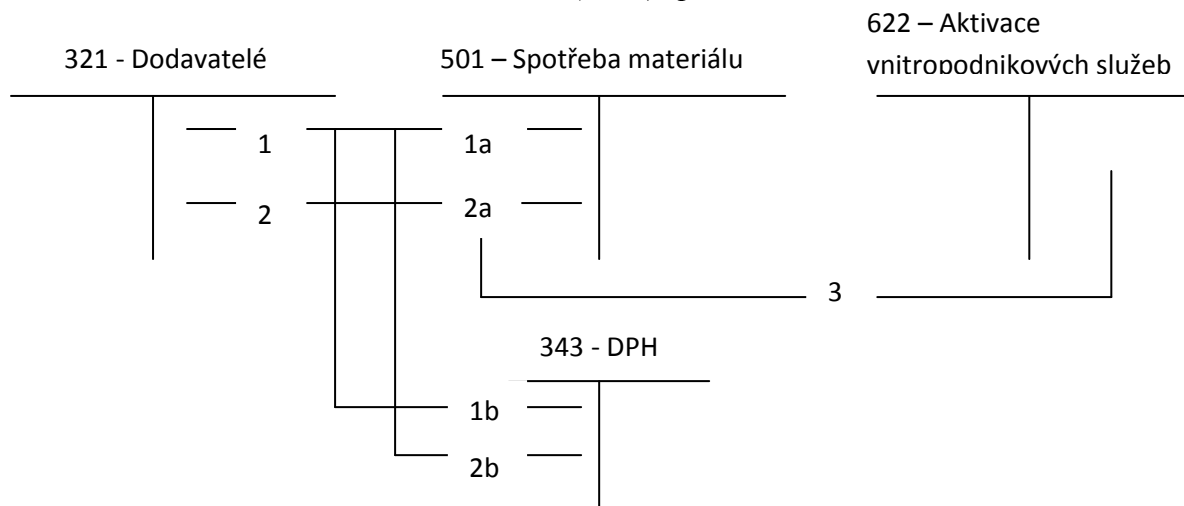 321 - Dodavatelé
501 – Spotřeba materiálu
622 – Aktivace
vnitropodnikových služeb
1
1a
2
2a
3
343 - DPH
1b
2b